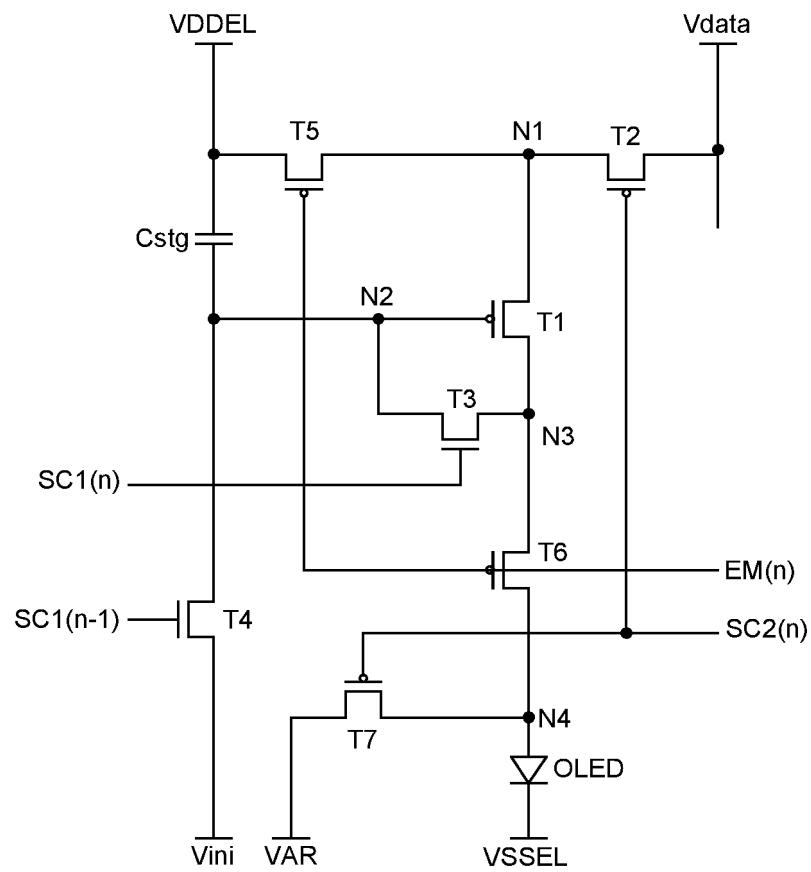 VDDEL
Vdata
T5
N1
T2
Cstg
N2
T1
T3
N3
SC1(n)
T6
EM(n)
SC1(n-1)
T4
SC2(n)
N4
T7
OLED
Vini
VAR
VSSEL